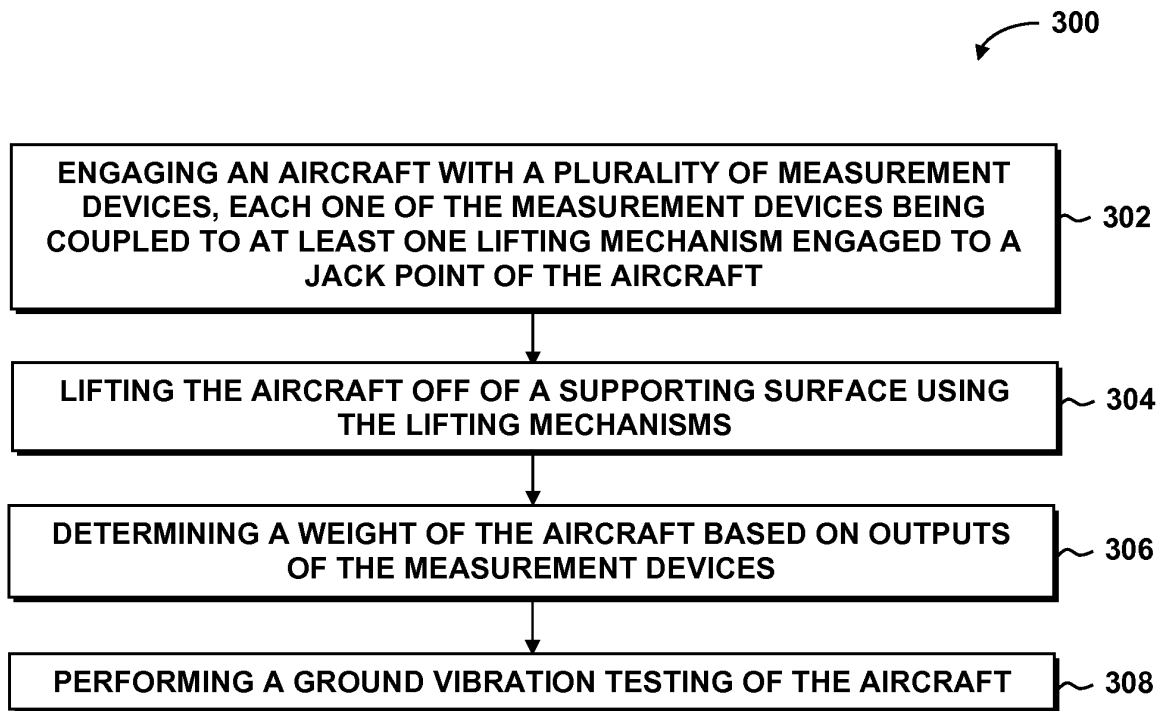 300
ENGAGING AN AIRCRAFT WITH A PLURALITY OF MEASUREMENT
DEVICES, EACH ONE OF THE MEASUREMENT DEVICES BEING
COUPLED TO AT LEAST ONE LIFTING MECHANISM ENGAGED TO A
JACK POINT OF THE AIRCRAFT
302
LIFTING THE AIRCRAFT OFF OF A SUPPORTING SURFACE USING
THE LIFTING MECHANISMS
304
DETERMINING A WEIGHT OF THE AIRCRAFT BASED ON OUTPUTS
OF THE MEASUREMENT DEVICES
306
PERFORMING A GROUND VIBRATION TESTING OF THE AIRCRAFT
308